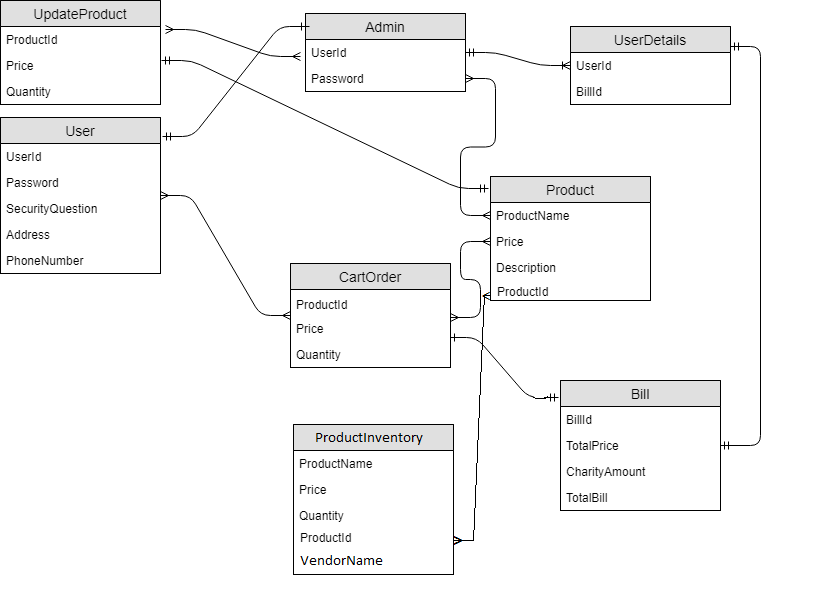 UpdateProduct
ProductId
Price
Quantity
User
UserId
Password
SecurityQuestion
Address
PhoneNumber
Admin
UserId
Password
UserDetails
UserId
BillId
Product
ProductName
Price
Description
ProductId
CartOrder
ProductId
Price
Quantity
Bill
BillId
TotalPrice
CharityAmount
TotalBill
ProductInventory
ProductName
Price
Quantity
ProductId
VendorName